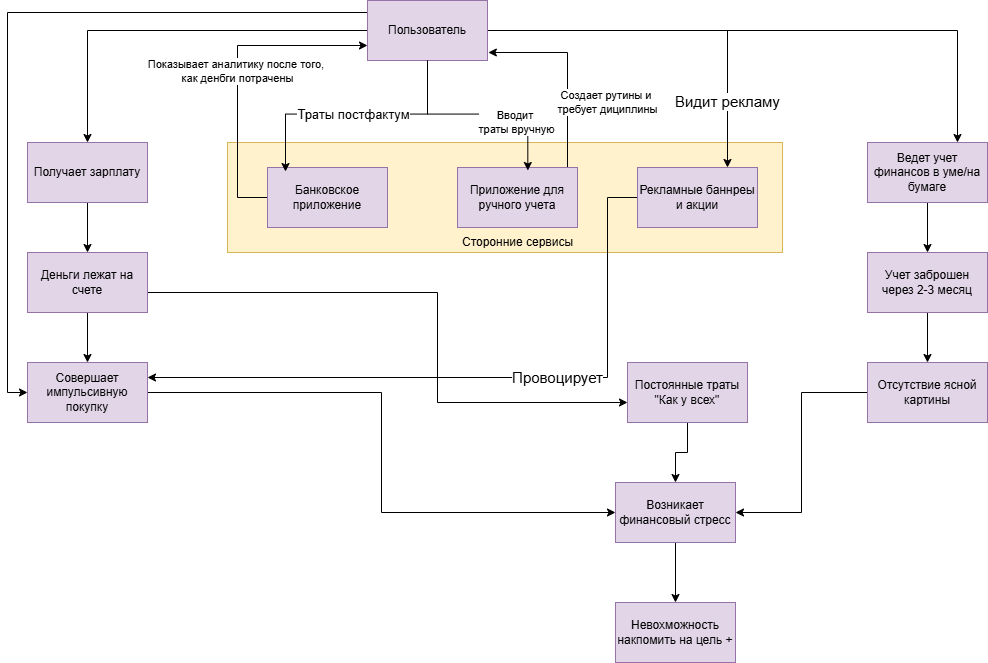 Пользователь
Показывает аналитику после того,
как денбги потрачены
Создает рутины и
требует дициплины
Видит рекламу
Траты постфактум
Вводит
траты вручную
Получает зарплату
Банковское
приложение
Приложение для
ручного учета
Рекламные баннреы
и акции
Ведет учет
финансов в уме/на
бумаге
Сторонние сервисы
Деньги лежат на
счете
Учет заброшен
через 2-3 месяц
Совершает
импульсивную
покупку
Провоцирует
Постоянные траты
"Как у всех"
Отсутствие ясной
картины
Возникает
финансовый стресс
Невохможность
накпомить на цель +